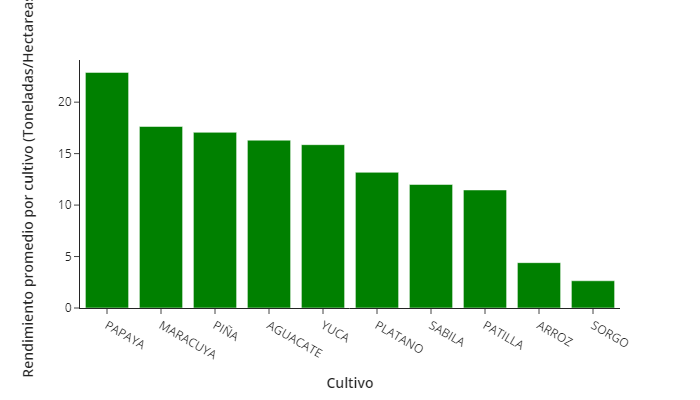 Rendimiento promedio por cultivo (Toneladas/Hectareas
20
15
10
5
0
PAPAYA
MARACUYA
PIÑA
AGUACATE
YUCA
PLATANO
SABILA
PATILLA
ARROZ
SORGO
Cultivo